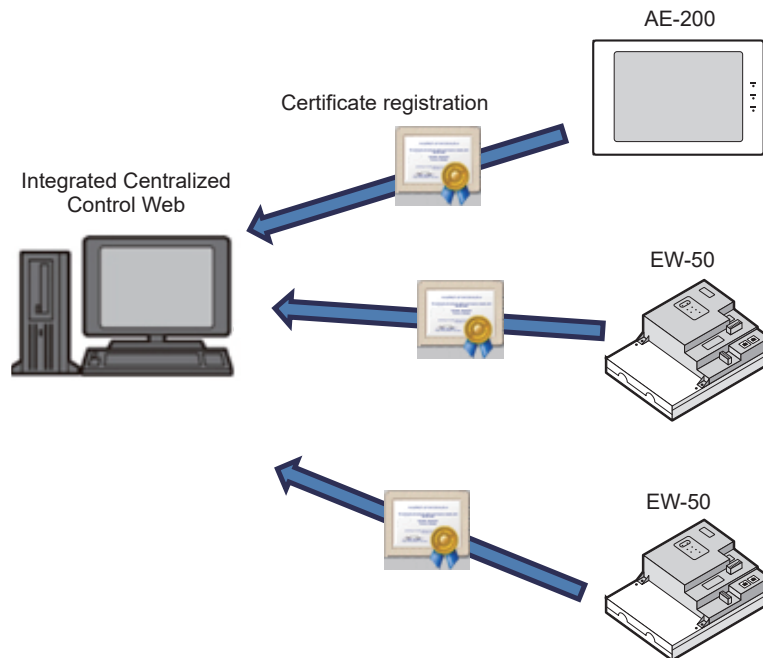 AE-200
Certificate registration
Integrated Centralized
Control Web
EW-50
EW-50